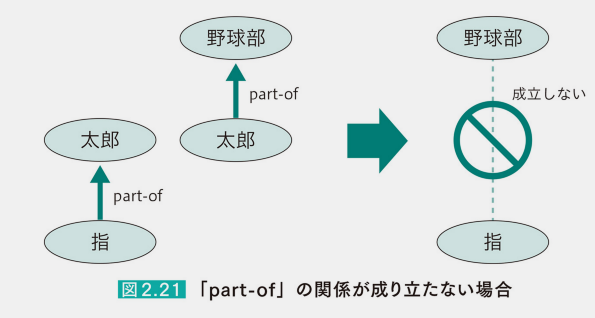 野球部
野球部
part-of
成立しない
太郎
太郎
part-of
指
指
図2.21 「part-of」の関係が成り立たない場合